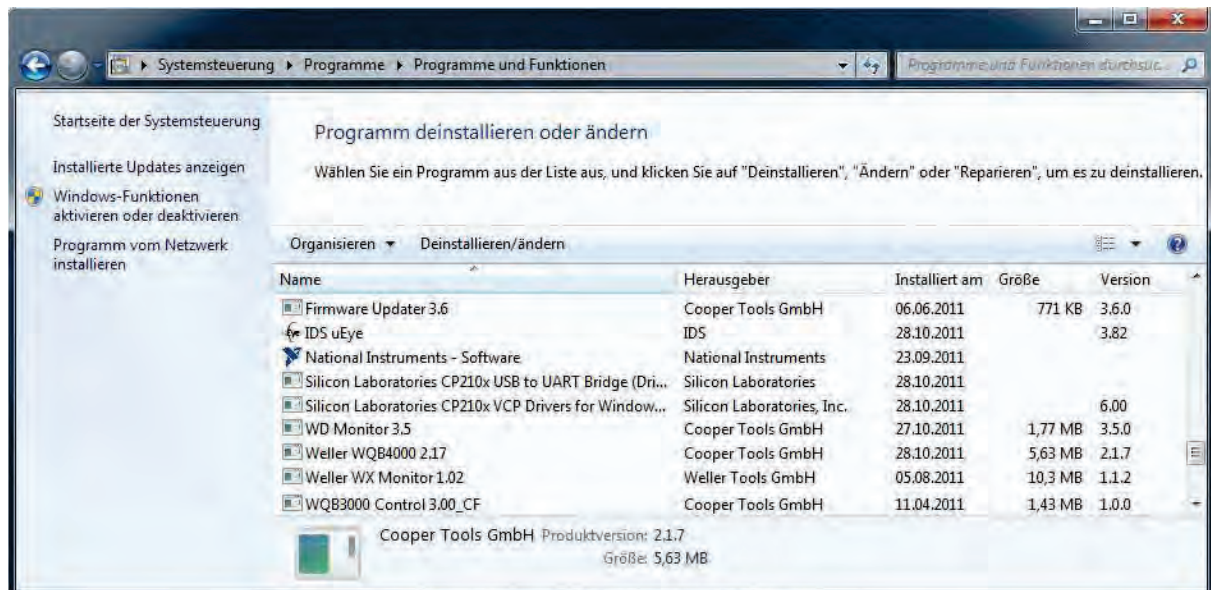 Systemsteuerung ▸ Programme ▸ Programme und Funktionen
Programme und Funktionen durchsuc...
Startseite der Systemsteuerung
Installierte Updates anzeigen
Windows-Funktionen
aktivieren oder deaktivieren
Programm vom Netzwerk
installieren
Programm deinstallieren oder ändern
Wählen Sie ein Programm aus der Liste aus, und klicken Sie auf "Deinstallieren", "Ändern" oder "Reparieren", um es zu deinstallieren.
Organisieren Deinstallieren/ändern
Name Herausgeber Installiert am Größe Version
Firmware Updater 3.6 Cooper Tools GmbH 06.06.2011 771 KB 3.6.0
IDS uEye IDS 28.10.2011 3.82
National Instruments - Software National Instruments 23.09.2011
Silicon Laboratories CP210x USB to UART Bridge (Dri... Silicon Laboratories 28.10.2011
Silicon Laboratories CP210x VCP Drivers for Window... Silicon Laboratories, Inc. 28.10.2011 6.00
WD Monitor 3.5 Cooper Tools GmbH 27.10.2011 1,77 MB 3.5.0
Weller WQB4000 2.17 Cooper Tools GmbH 28.10.2011 5,63 MB 2.1.7
Weller WX Monitor 1.02 Weller Tools GmbH 05.08.2011 10,3 MB 1.1.2
WQB3000 Control 3.00_CF Cooper Tools GmbH 11.04.2011 1,43 MB 1.0.0
Cooper Tools GmbH Produktversion: 2.1.7
Größe: 5,63 MB